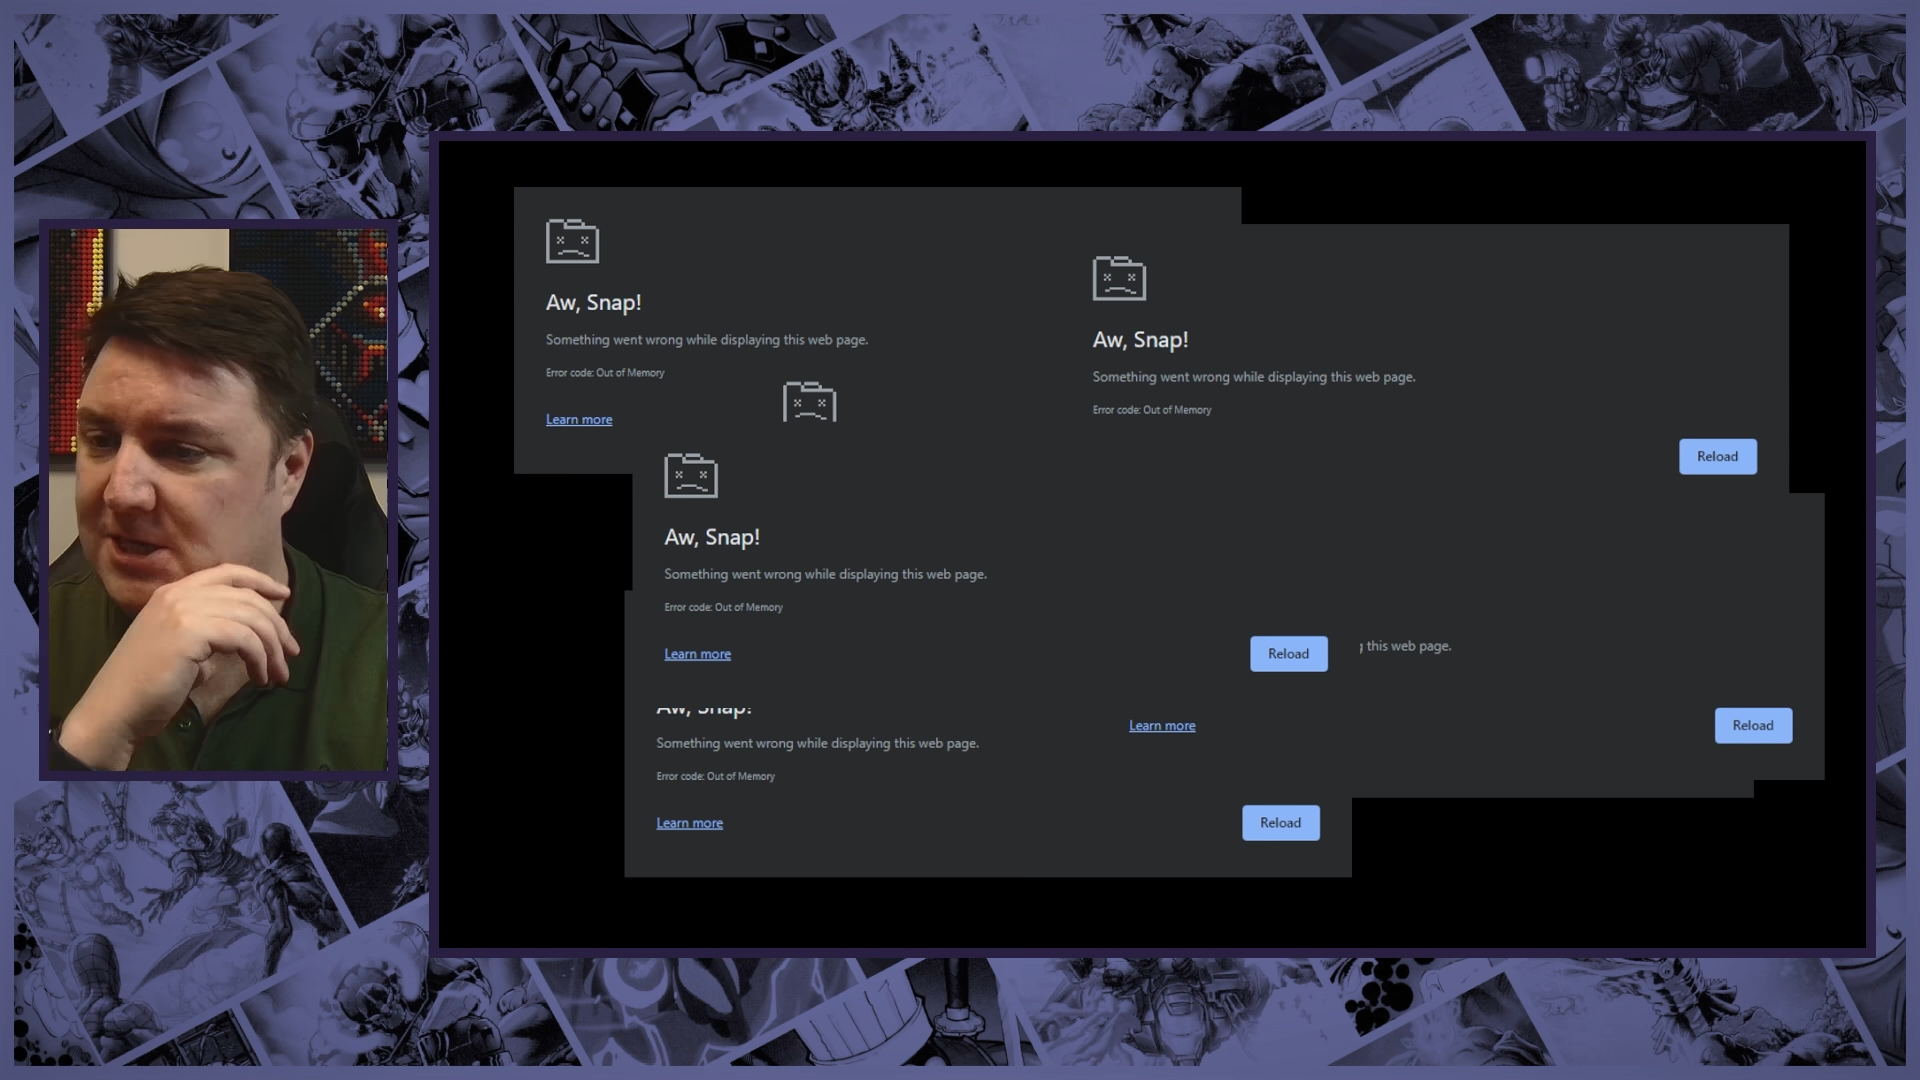 Aw, Snap!
Something went wrong while displaying this web page.
Error code: Out of Memory
Learn more
Aw, Snap!
Something went wrong while displaying this web page.
Error code: Out of Memory
Reload
Aw, Snap!
Something went wrong while displaying this web page.
Error code: Out of Memory
Learn more
Reload
this web page.
Learn more
Reload
Aw, Snap!
Something went wrong while displaying this web page.
Error code: Out of Memory
Learn more
Reload